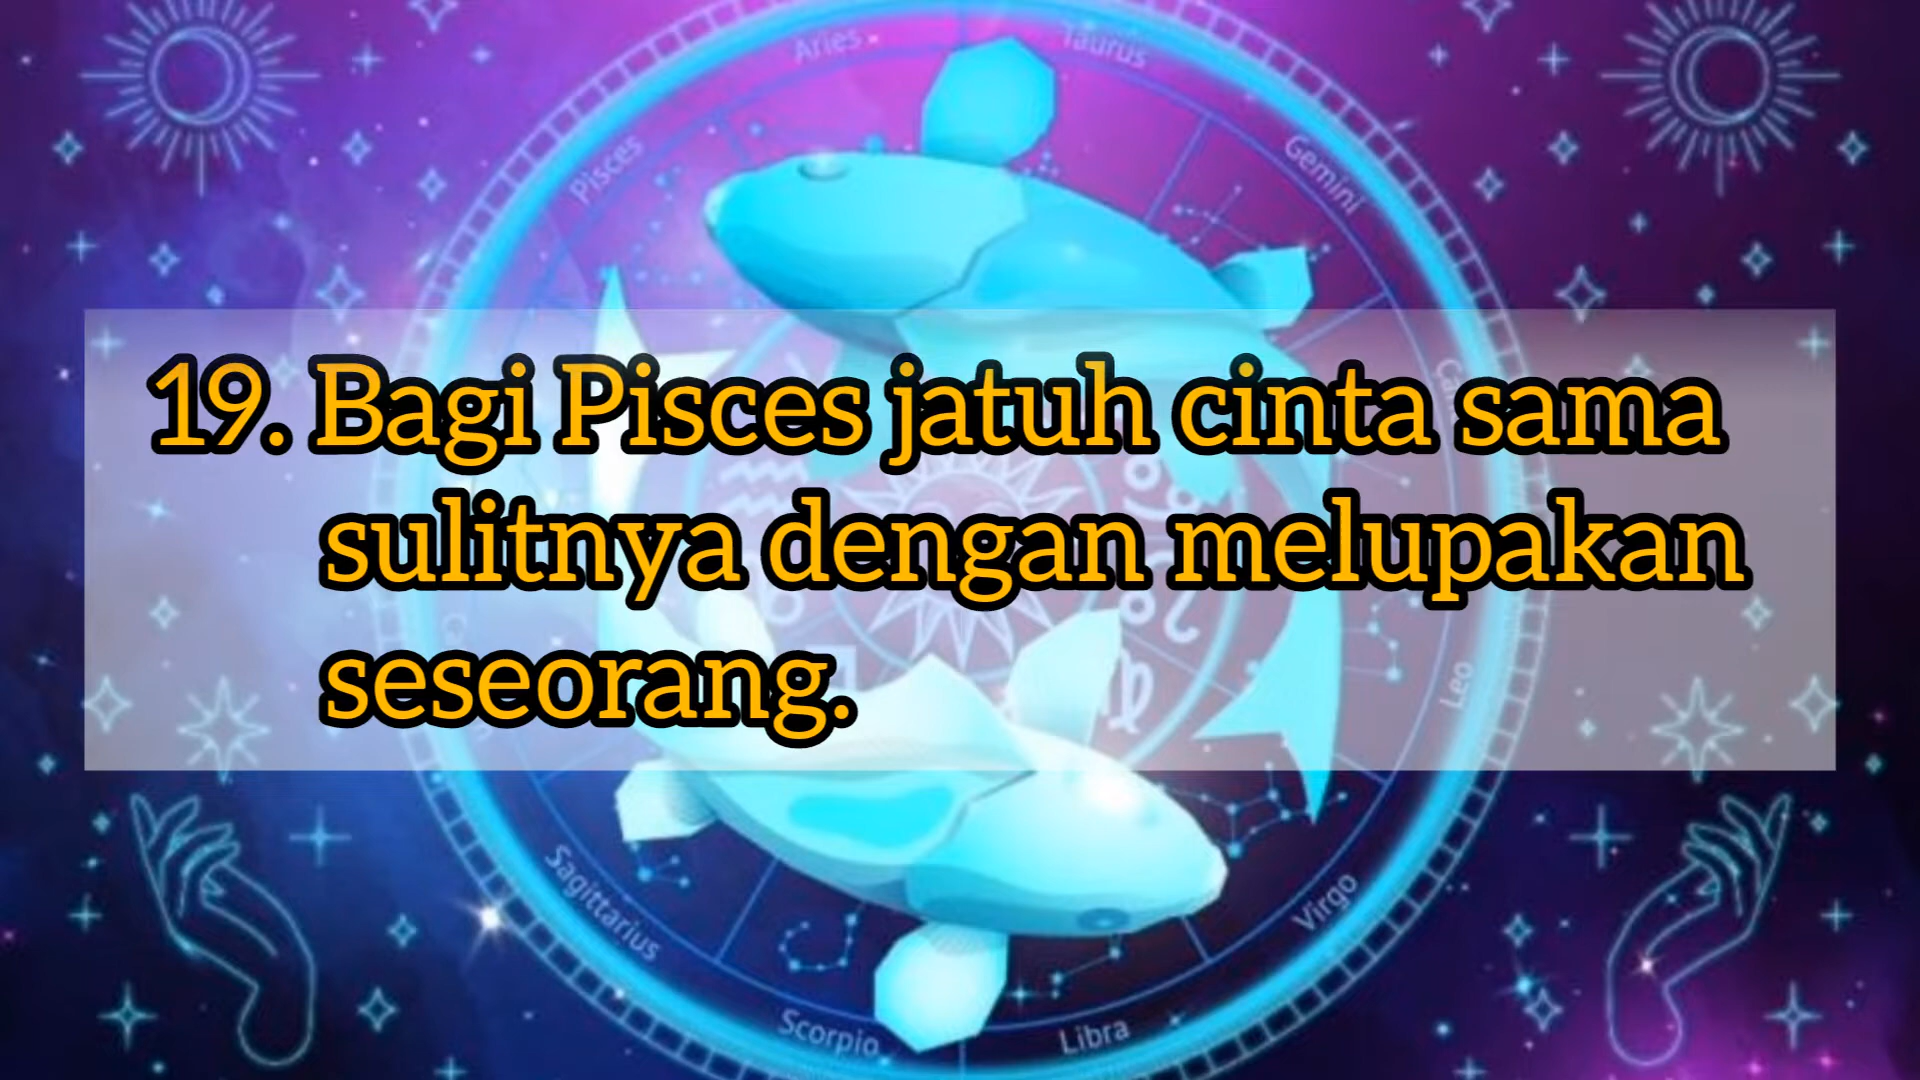 Aries
Taurus
Pisces
Gemini
19. Bagi Pisces jatuh cinta sama
sulitnya dengan melupakan
seseorang.
Leo
Sagittarius
Virgo
Scorpio
Libra